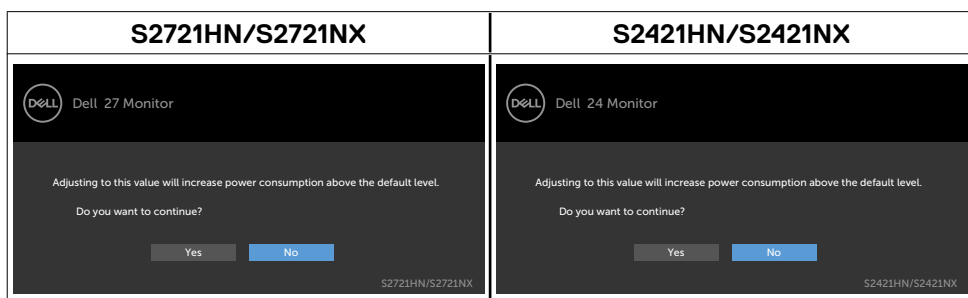 S2721HN/S2721NX
S2421HN/S2421NX
DELL Dell 27 Monitor
Adjusting to this value will increase power consumption above the default level.
Do you want to continue?
Yes No
S2721HN/S2721NX
DELL Dell 24 Monitor
Adjusting to this value will increase power consumption above the default level.
Do you want to continue?
Yes No
S2421HN/S2421NX